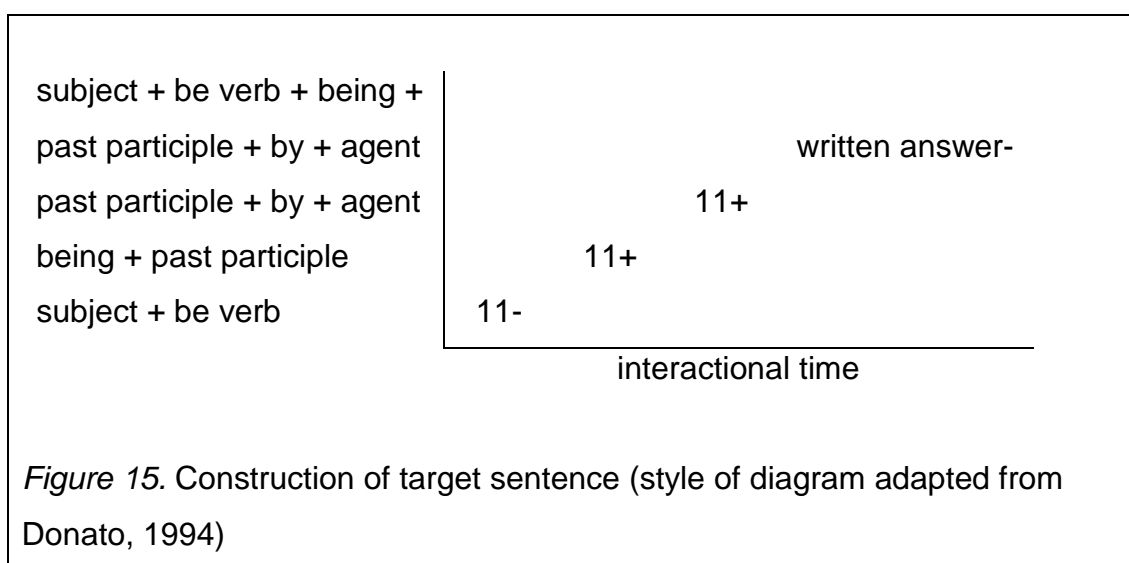 subject + be verb + being +
past participle + by + agent written answer-
past participle + by + agent 11+
being + past participle 11+
subject + be verb 11-
interactional time
Figure 15. Construction of target sentence (style of diagram adapted from
Donato, 1994)